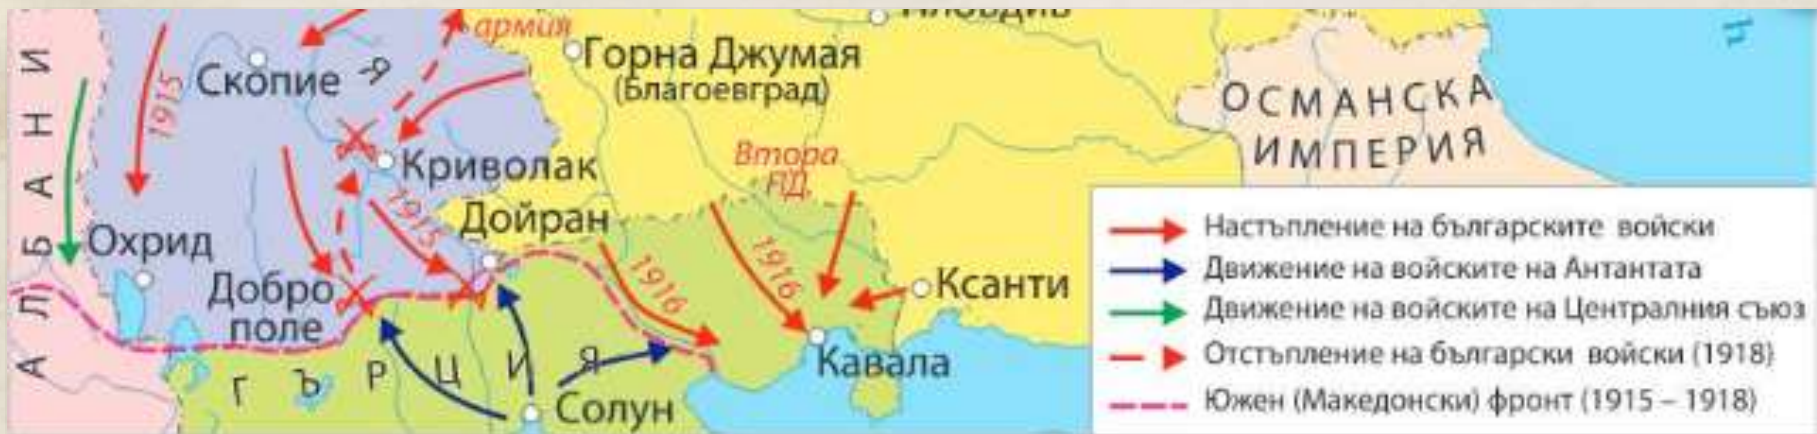 армия
Пловдив
Горна Джумая
(Благоевград)
Скопие
-Я
1915
ОСМАНСКА
ИМПЕРИЯ
Криволак
Втора
П.Д.
1915
Дойран
Охрид
1916
1916
Добро
поле
Ксанти
Кавала
Солун
АЛБАНИ
ГЪРЦИЯ
Настъпление на българските войски
Движение на войските на Антантата
Движение на войските на Централния съюз
Отстъпление на български войски (1918)
Южен (Македонски) фронт (1915 – 1918)